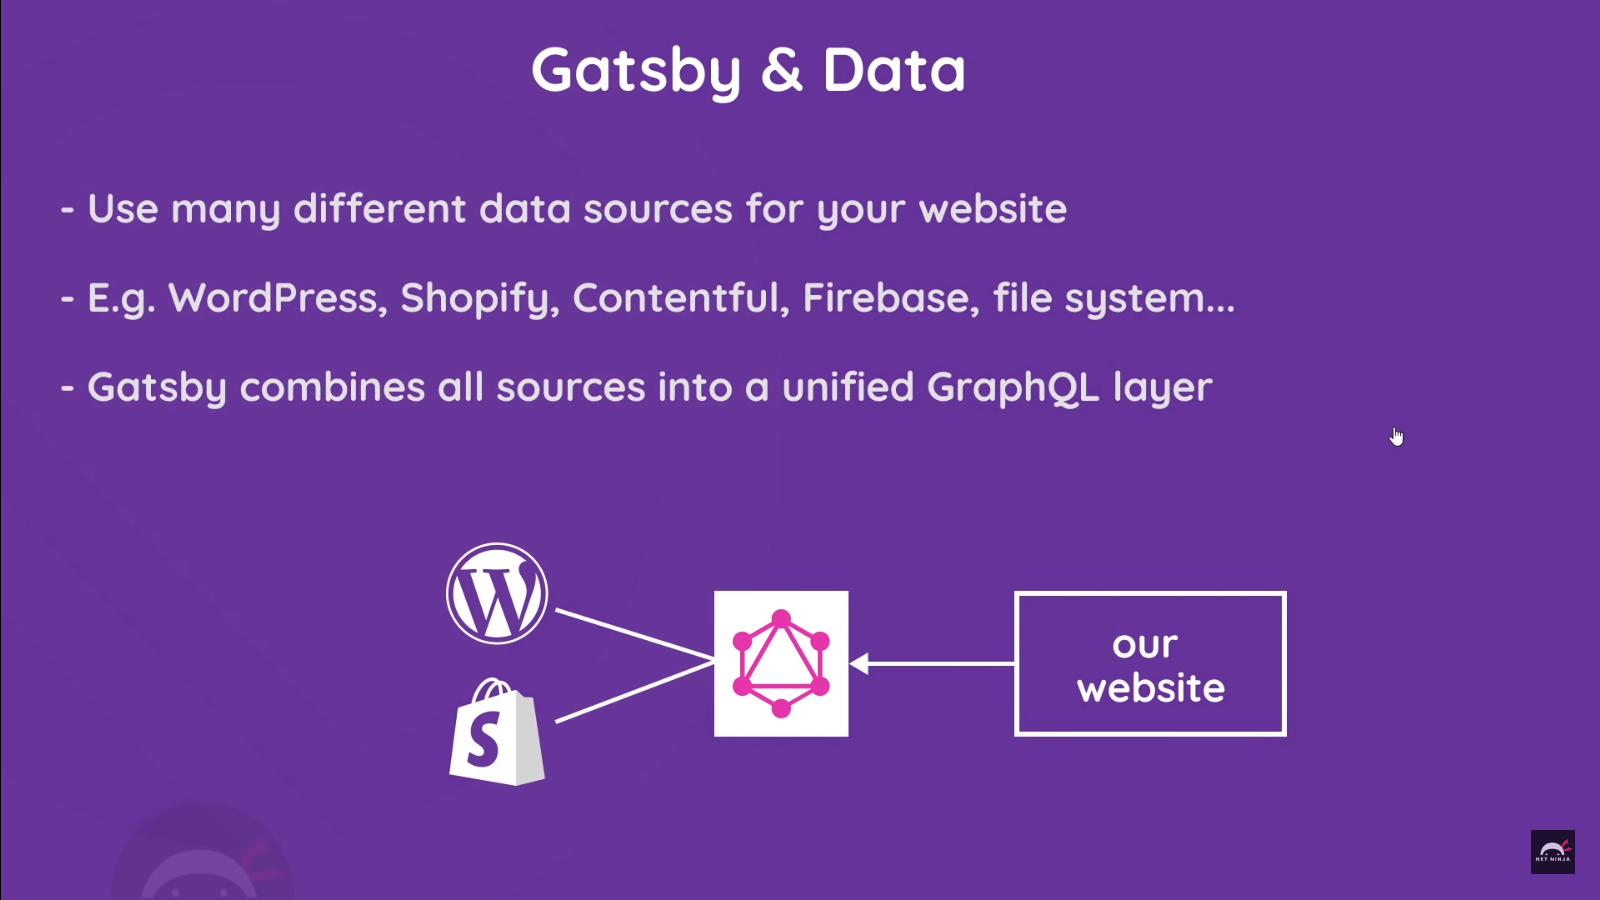 Gatsby & Data
- Use many different data sources for your website
- E.g. WordPress, Shopify, Contentful, Firebase, file system...
- Gatsby combines all sources into a unified GraphQL layer
W
S
our
website
NET NINJA